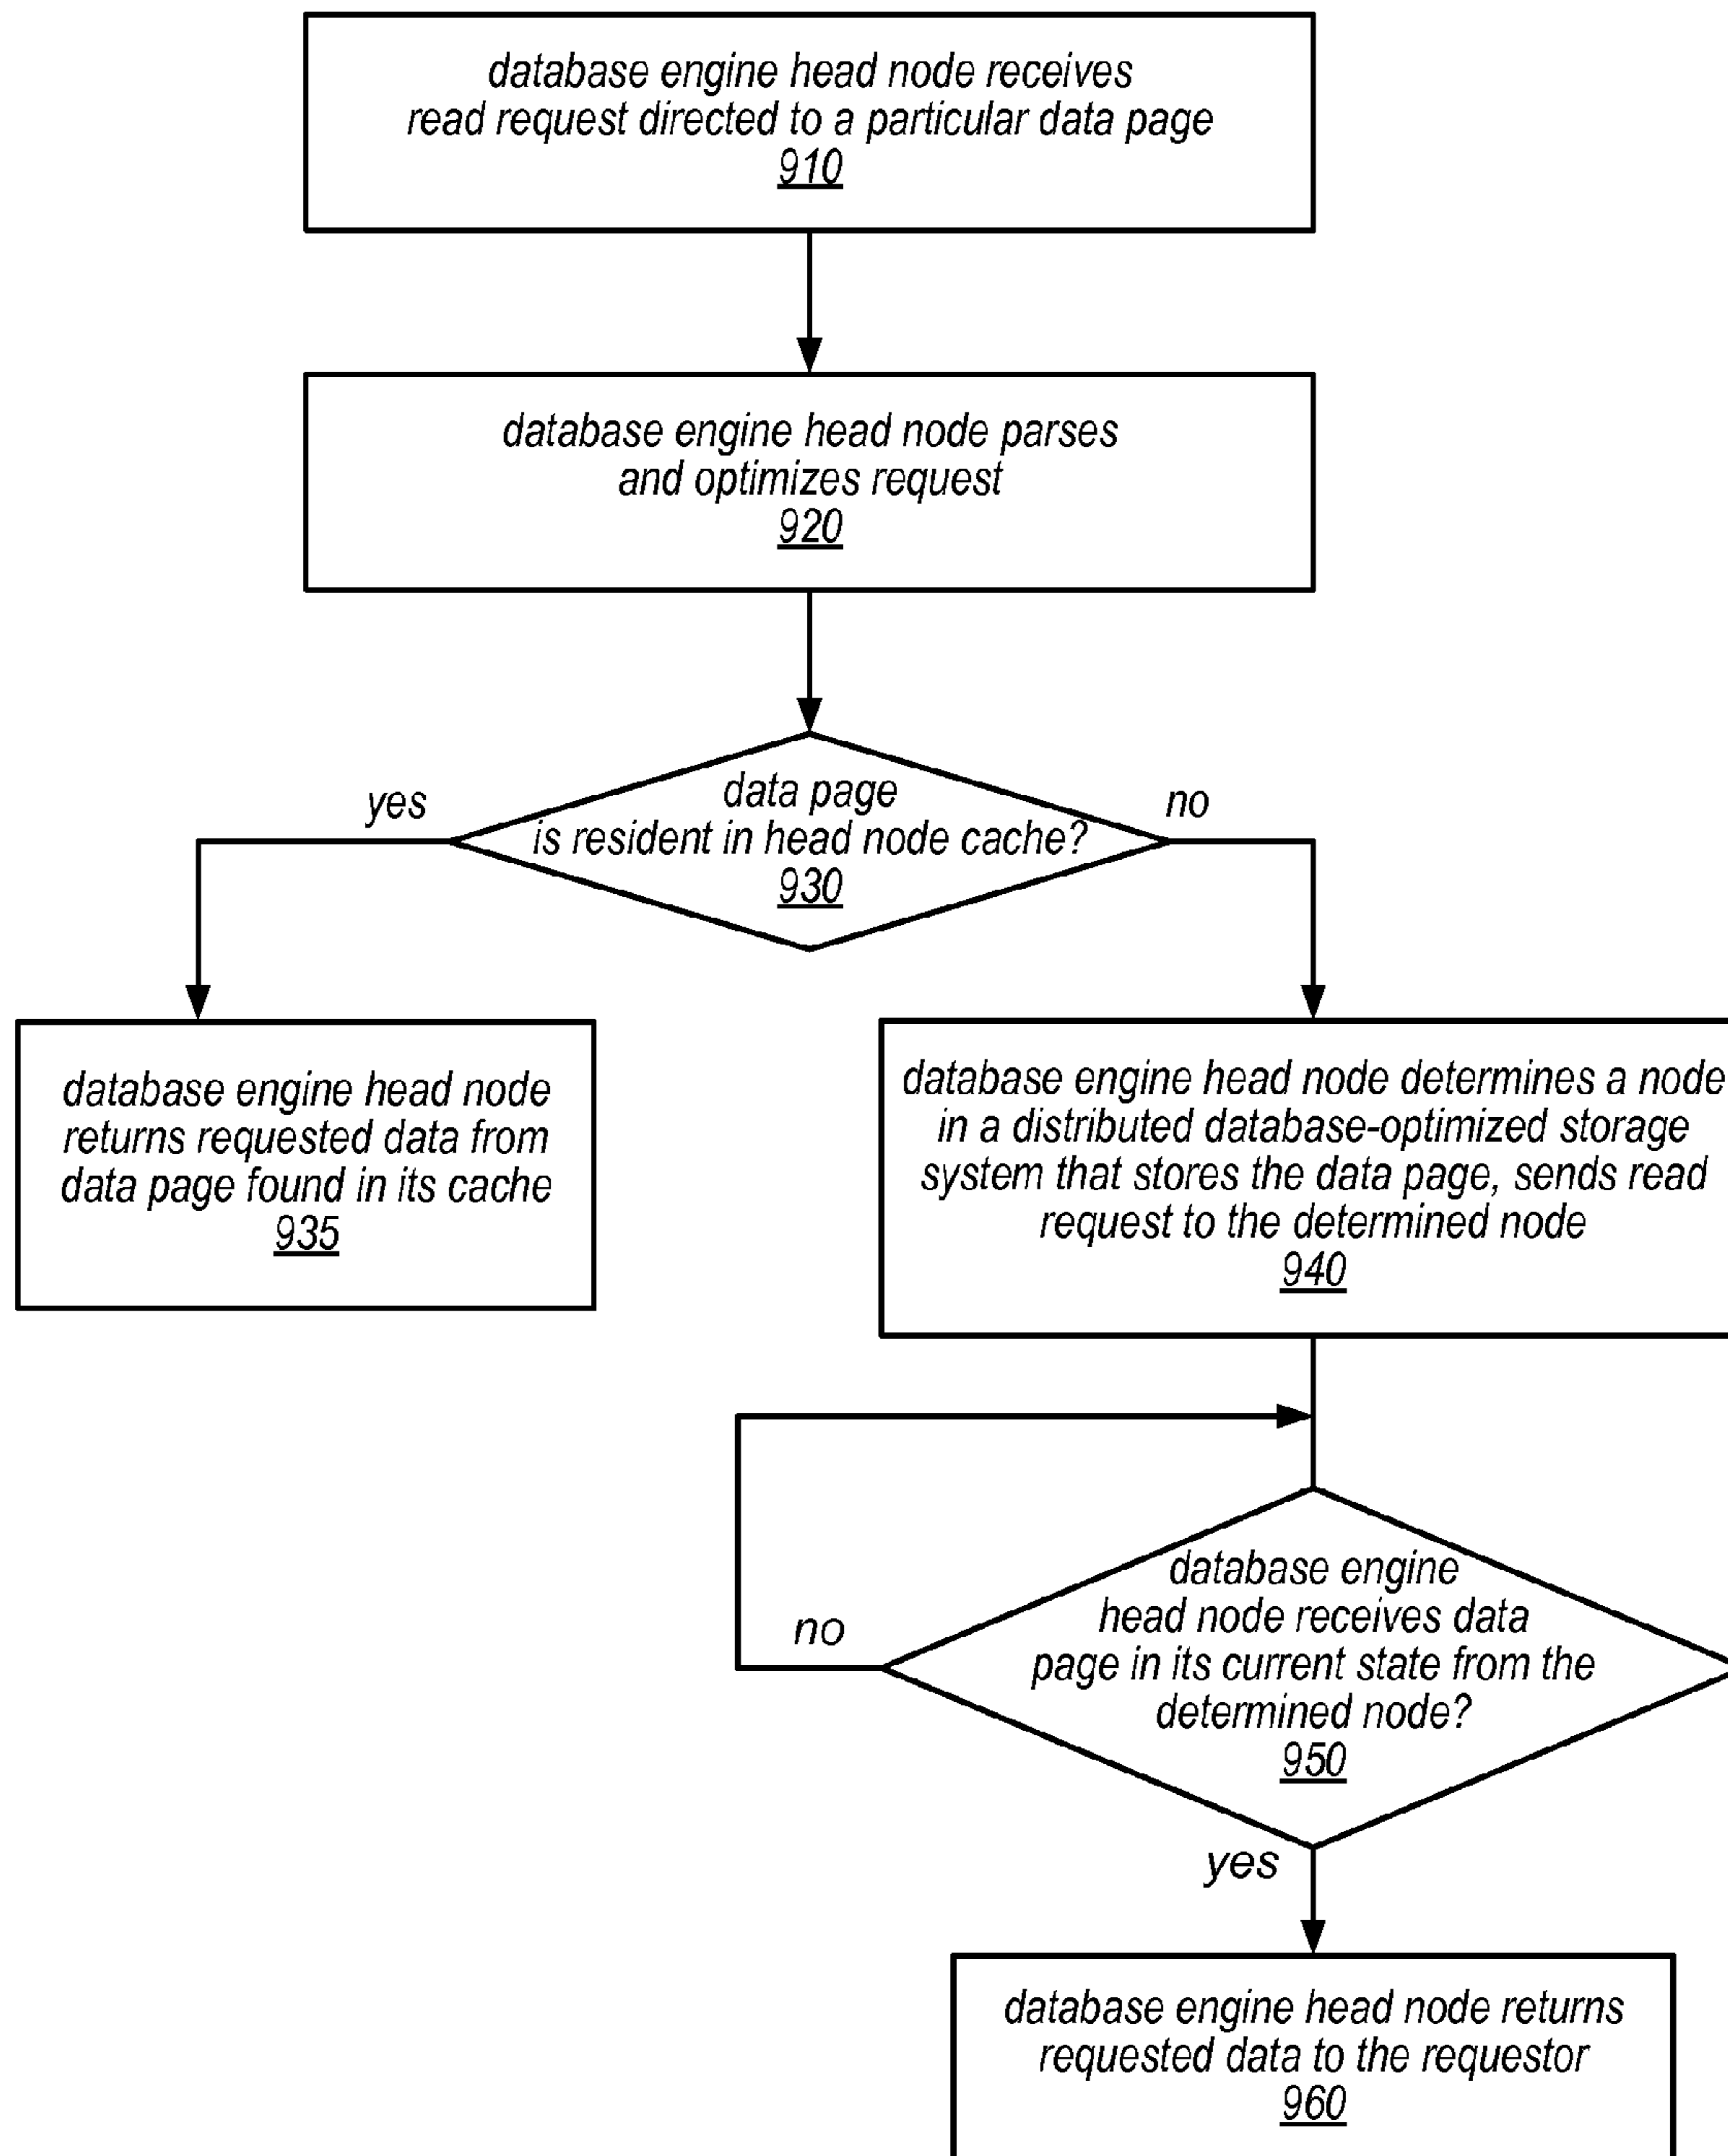 database engine head node receives
read request directed to a particular data page
910
database engine head node parses
and optimizes request
920
data page
is resident in head node cache?
930
yes
no
database engine head node
returns requested data from
data page found in its cache
935
database engine head node determines a node
in a distributed database-optimized storage
system that stores the data page, sends read
request to the determined node
940
database engine
head node receives data
page in its current state from the
determined node?
950
no
yes
database engine head node returns
requested data to the requestor
960